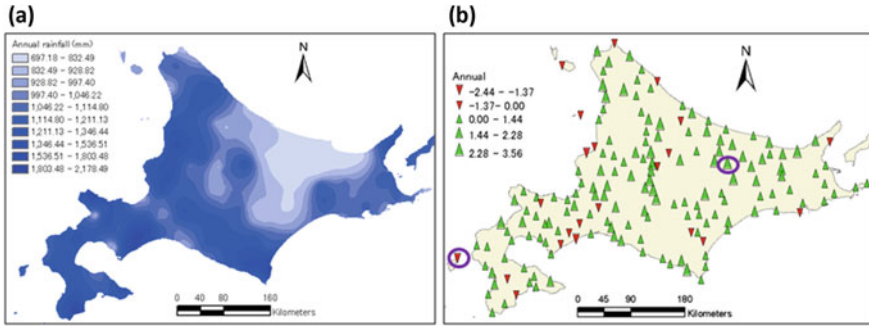 (a)
Annual rainfall (mm)
697.18 – 832.49
832.49 – 928.82
928.82 – 997.40
997.40 – 1,046.22
1,046.22 – 1,114.80
1,114.80 – 1,211.13
1,211.13 – 1,346.44
1,346.44 – 1,536.51
1,536.51 – 1,803.48
1,803.48 – 2,178.49
N
0 40 80 160
Kilometers
(b)
Annual
-2.44 – -1.37
-1.37- 0.00
0.00 – 1.44
1.44 – 2.28
2.28 – 3.56
N
0 45 90 180
Kilometers